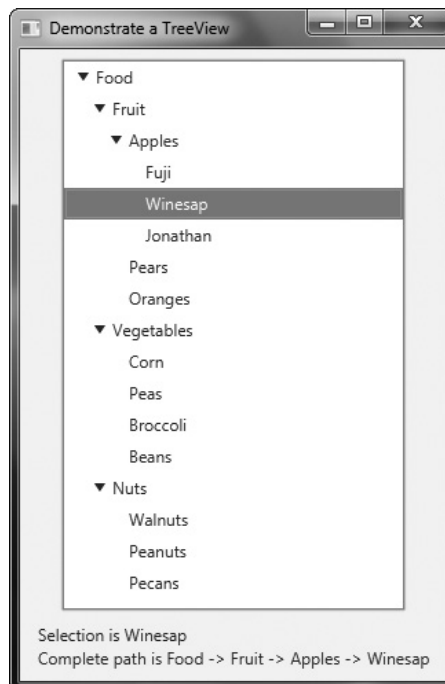 Demonstrate a TreeView
Food
Fruit
Apples
Fuji
Winesap
Jonathan
Pears
Oranges
Vegetables
Corn
Peas
Broccoli
Beans
Nuts
Walnuts
Peanuts
Pecans
Selection is Winesap
Complete path is Food -> Fruit -> Apples -> Winesap